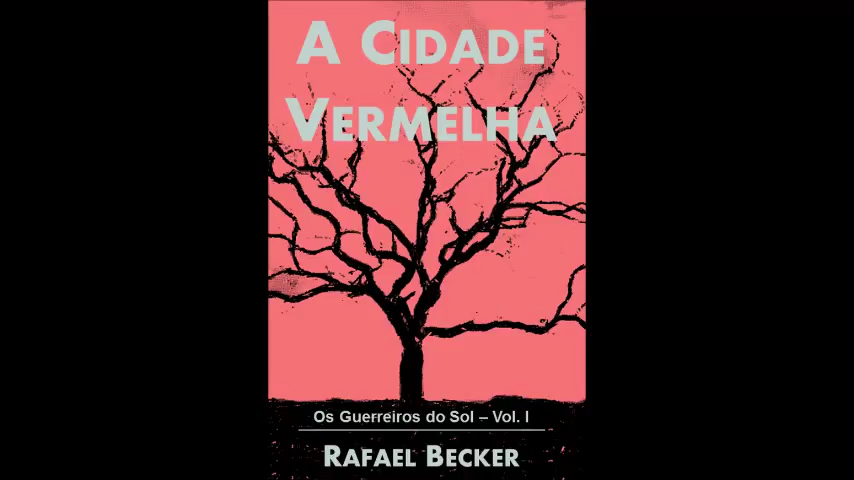 A CIDADE
VERMELHA
Os Guerreiros do Sol – Vol. I
RAFAEL BECKER